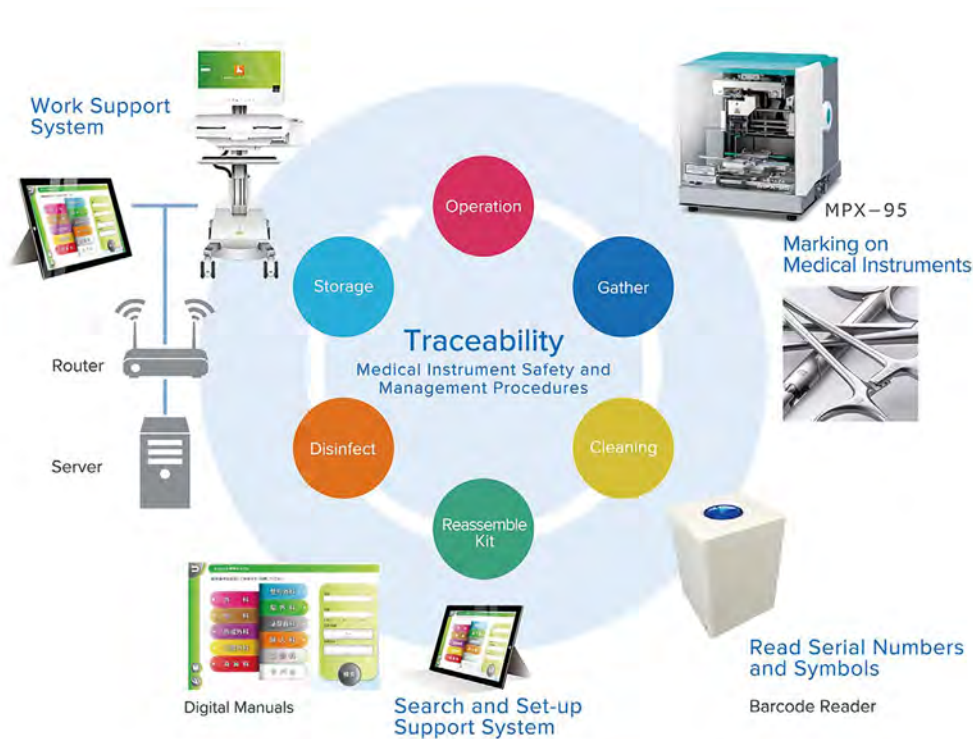 Work Support
System
MPX-95
Operation
Marking on
Medical Instruments
Storage
Gather
Traceability
Medical Instrument Safety and
Management Procedures
Router
Disinfect
Cleaning
Server
Reassemble
Kit
Digital Manuals
Search and Set-up
Support System
Read Serial Numbers
and Symbols
Barcode Reader